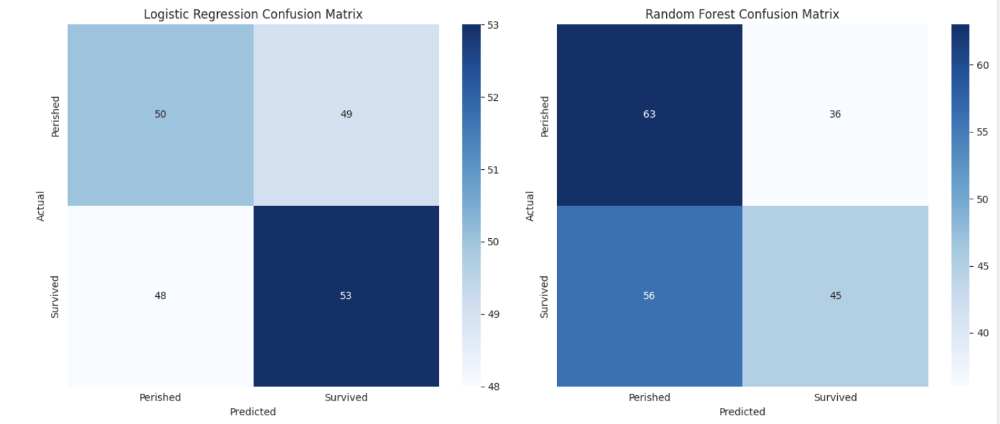 Logistic Regression Confusion Matrix
Perished
Survived
Actual
50
49
48
53
Perished
Survived
Predicted
53
52
51
50
49
48
Random Forest Confusion Matrix
Perished
Survived
Actual
63
36
56
45
Perished
Survived
Predicted
60
55
50
45
40